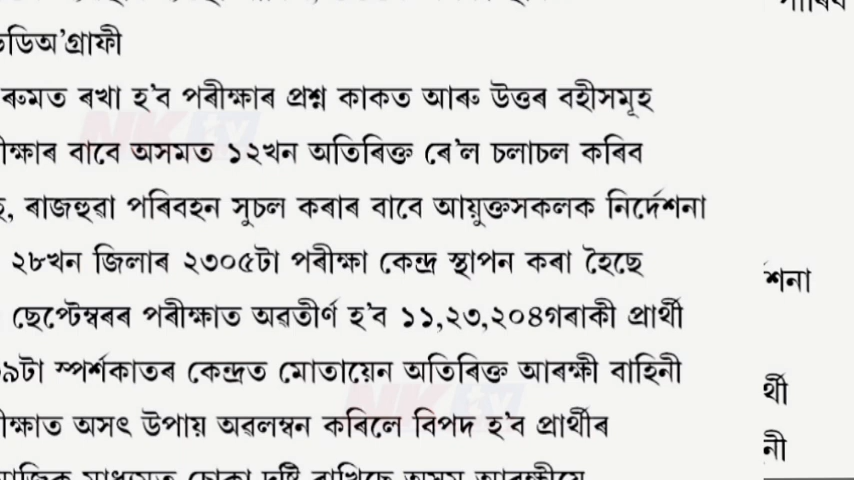 ডিঅ'গ্ৰাফী
ৰুমত ৰখা হ'ব পৰীক্ষাৰ প্ৰশ্ন কাকত আৰু উত্তৰ বহীসমূহ
ীক্ষাৰ বাবে অসমত ১২খন অতিৰিক্ত ৰে'ল চলাচল কৰিব
, ৰাজহুৱা পৰিবহন সুচল কৰাৰ বাবে আয়ুক্তসকলক নিৰ্দেশনা
২৮খন জিলাৰ ২৩০৫টা পৰীক্ষা কেন্দ্ৰ স্থাপন কৰা হৈছে
ছেপ্টেম্বৰৰ পৰীক্ষাত অৱতীৰ্ণ হ'ব ১১,২৩,২০৪গৰাকী প্ৰাৰ্থী
৯টা স্পৰ্শকাতৰ কেন্দ্ৰত মোতায়েন অতিৰিক্ত আৰক্ষী বাহিনী
ীক্ষাত অসৎ উপায় অৱলম্বন কৰিলে বিপদ হ'ব প্ৰাৰ্থীৰ
শনা
ৰ্থী
নী